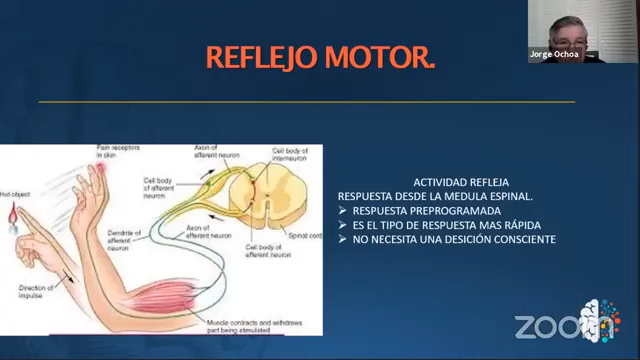 Jorge Ochoa
REFLEJO MOTOR.
Pain receptors
in skin
Axon of
afferent neuron
Cell body of
interneuron
Hot object
Cell body
of afferent
neuron
Spinal cord
Dendrite of
afferent
neuron
Axon of
efferent neuron
Cell body of
efferent neuron
Direction of
impulse
Muscle contracts and withdraws
part being stimulated
ACTIVIDAD REFLEJA
RESPUESTA DESDE LA MEDULA ESPINAL.
➢ RESPUESTA PREPROGRAMADA
➢ ES EL TIPO DE RESPUESTA MAS RÁPIDA
➢ NO NECESITA UNA DESICIÓN CONSCIENTE
zoom